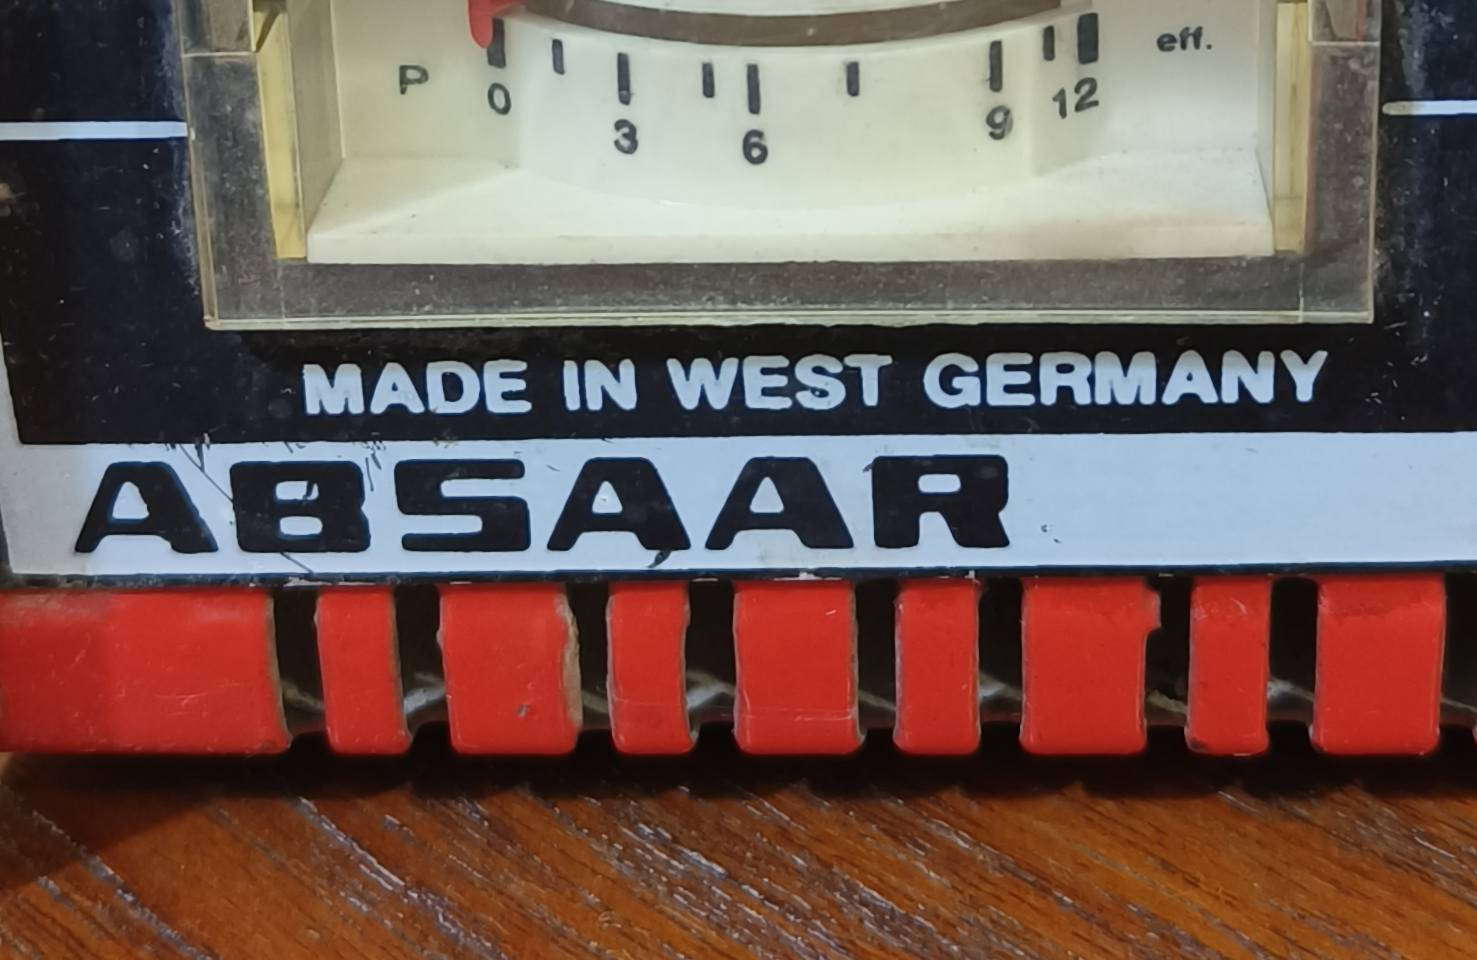 P 0 3 6 9 12 eff.
MADE IN WEST GERMANY
ABSAAR